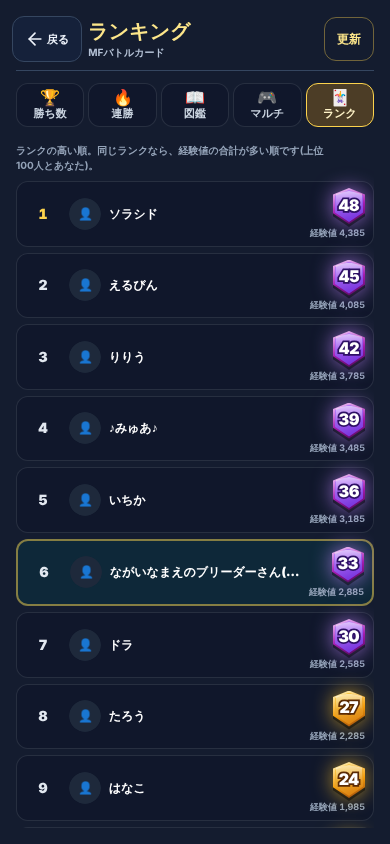 戻る
ランキング
MFバトルカード
更新
勝ち数
連勝
図鑑
マルチ
ランク
ランクの高い順。同じランクなら、経験値の合計が多い順です(上位
100人とあなた)。
1 ソラシド 48
経験値 4,385
2 えるびん 45
経験値 4,085
3 りりう 42
経験値 3,785
4 ♪みゅあ♪ 39
経験値 3,485
5 いちか 36
経験値 3,185
6 ながいなまえのブリーダーさん(... 33
経験値 2,885
7 ドラ 30
経験値 2,585
8 たろう 27
経験値 2,285
9 はなこ 24
経験値 1,985